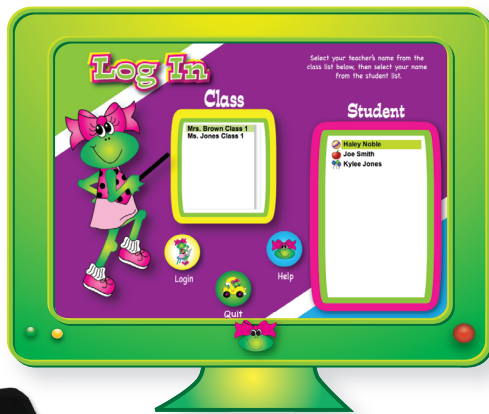 Log In
Select your teacher's name from the
class list below, then select your name
from the student list.
Class
Student
Mrs. Brown Class 1
Ms. Jones Class 1
Haley Noble
Joe Smith
Kylee Jones
Login
Help
Quit